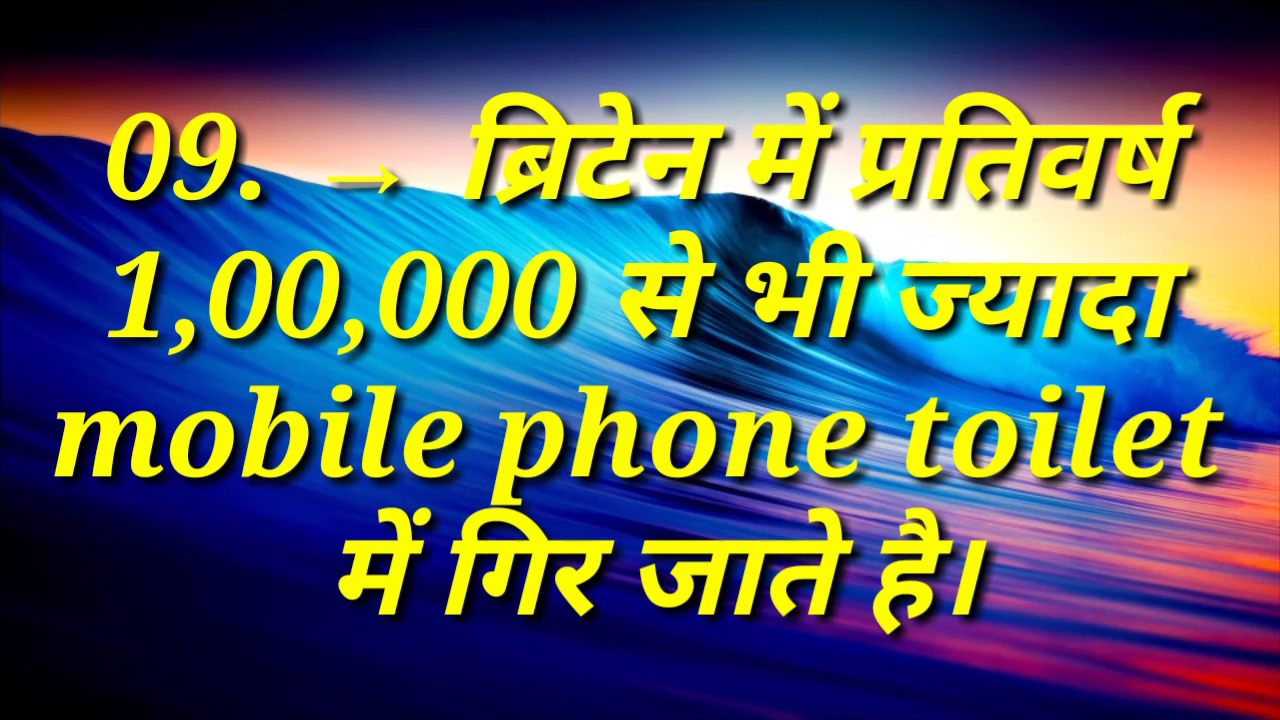 09. → ब्रिटेन में प्रतिवर्ष
1,00,000 से भी ज्यादा
mobile phone toilet
में गिर जाते है।